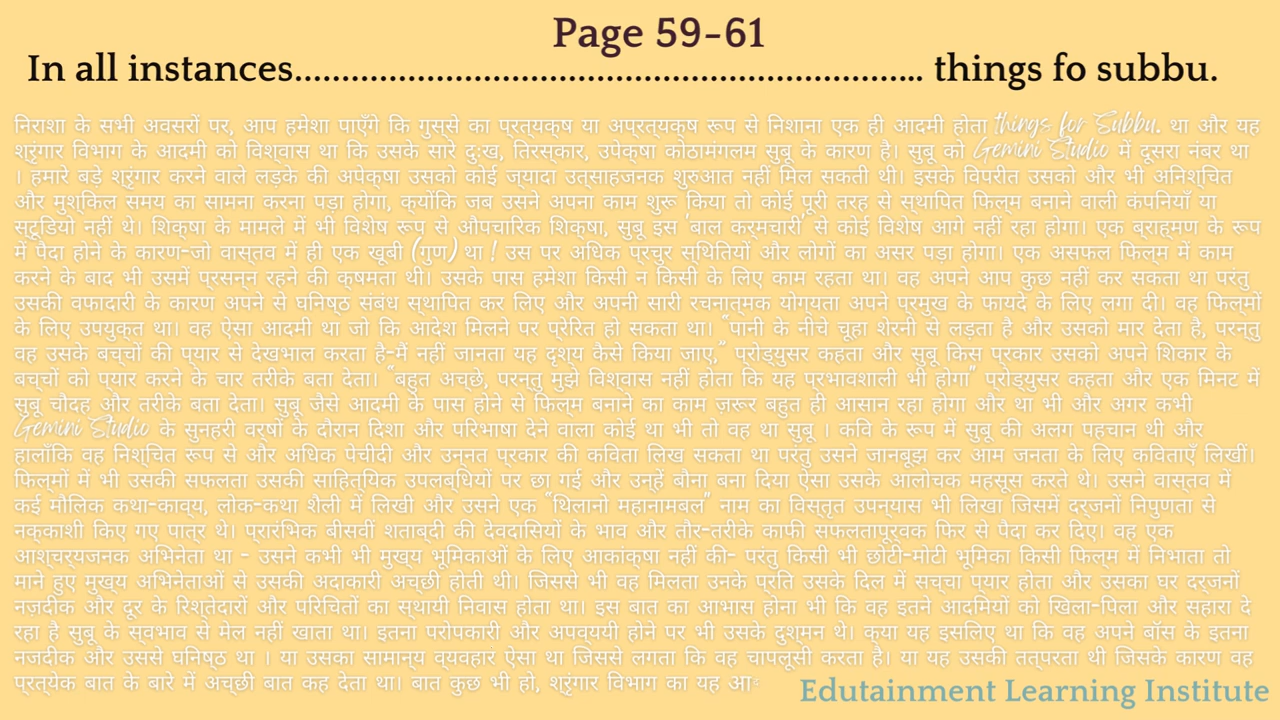 Page 59-61
In all instances.................................................................. things fo subbu.
निराशा के सभी अवसरों पर, आप हमेशा पाएँगे कि गुस्से का प्रत्यक्ष या अप्रत्यक्ष रूप से निशाना एक ही आदमी होता things for Subbu. था और यह
श्रृंगार विभाग के आदमी को विश्वास था कि उसके सारे दुःख, तिरस्कार, उपेक्षा कोठामंगलम सुबू के कारण है। सुबू को Gemini Studio में दूसरा नंबर था
। हमारे बड़े श्रृंगार करने वाले लड़के की अपेक्षा उसको कोई ज्यादा उत्साहजनक शुरुआत नहीं मिल सकती थी। इसके विपरीत उसको और भी अनिश्चित
और मुश्किल समय का सामना करना पड़ा होगा, क्योंकि जब उसने अपना काम शुरू किया तो कोई पूरी तरह से स्थापित फिल्म बनाने वाली कंपनियाँ या
स्टूडियो नहीं थे। शिक्षा के मामले में भी विशेष रूप से औपचारिक शिक्षा, सुबू इस 'बाल कर्मचारी' से कोई विशेष आगे नहीं रहा होगा। एक ब्राह्मण के रूप
में पैदा होने के कारण-जो वास्तव में ही एक खूबी (गुण) था ! उस पर अधिक प्रचुर स्थितियों और लोगों का असर पड़ा होगा। एक असफल फिल्म में काम
करने के बाद भी उसमें प्रसन्न रहने की क्षमता थी। उसके पास हमेशा किसी न किसी के लिए काम रहता था। वह अपने आप कुछ नहीं कर सकता था परंतु
उसकी वफादारी के कारण अपने से घनिष्ठ संबंध स्थापित कर लिए और अपनी सारी रचनात्मक योग्यता अपने प्रमुख के फायदे के लिए लगा दी। वह फिल्मों
के लिए उपयुक्त था। वह ऐसा आदमी था जो कि आदेश मिलने पर प्रेरित हो सकता था। "पानी के नीचे चूहा शेरनी से लड़ता है और उसको मार देता है, परन्तु
वह उसके बच्चों की प्यार से देखभाल करता है-मैं नहीं जानता यह दृश्य कैसे किया जाए," प्रोड्युसर कहता और सुबू किस प्रकार उसको अपने शिकार के
बच्चों को प्यार करने के चार तरीके बता देता। "बहुत अच्छे, परन्तु मुझे विश्वास नहीं होता कि यह प्रभावशाली भी होगा" प्रोड्युसर कहता और एक मिनट में
सुबू चौदह और तरीके बता देता। सुबू जैसे आदमी के पास होने से फिल्म बनाने का काम ज़रूर बहुत ही आसान रहा होगा और था भी और अगर कभी
Gemini Studio के सुनहरी वर्षों के दौरान दिशा और परिभाषा देने वाला कोई था भी तो वह था सुबू । कवि के रूप में सुबू की अलग पहचान थी और
हालाँकि वह निश्चित रूप से और अधिक पेचीदी और उन्नत प्रकार की कविता लिख सकता था परंतु उसने जानबूझ कर आम जनता के लिए कविताएँ लिखीं।
फिल्मों में भी उसकी सफलता उसकी साहित्यिक उपलब्धियों पर छा गई और उन्हें बौना बना दिया ऐसा उसके आलोचक महसूस करते थे। उसने वास्तव में
कई मौलिक कथा-काव्य, लोक-कथा शैली में लिखी और उसने एक "थिलानो महानामबल" नाम का विस्तृत उपन्यास भी लिखा जिसमें दर्जनों निपुणता से
नक्काशी किए गए पात्र थे। प्रारंभिक बीसवीं शताब्दी की देवदासियों के भाव और तौर-तरीके काफी सफलतापूर्वक फिर से पैदा कर दिए। वह एक
आश्चर्यजनक अभिनेता था - उसने कभी भी मुख्य भूमिकाओं के लिए आकांक्षा नहीं की- परंतु किसी भी छोटी-मोटी भूमिका किसी फिल्म में निभाता तो
माने हुए मुख्य अभिनेताओं से उसकी अदाकारी अच्छी होती थी। जिससे भी वह मिलता उनके प्रति उसके दिल में सच्चा प्यार होता और उसका घर दर्जनों
नजदीक और दूर के रिश्तेदारों और परिचितों का स्थायी निवास होता था। इस बात का आभास होना भी कि वह इतने आदमियों को खिला-पिला और सहारा दे
रहा है सुबू के स्वभाव से मेल नहीं खाता था। इतना परोपकारी और अपव्ययी होने पर भी उसके दुश्मन थे। क्या यह इसलिए था कि वह अपने बॉस के इतना
नजदीक और उससे घनिष्ठ था । या उसका सामान्य व्यवहार ऐसा था जिससे लगता कि वह चापलूसी करता है। या यह उसकी तत्परता थी जिसके कारण वह
प्रत्येक बात के बारे में अच्छी बात कह देता था। बात कुछ भी हो, श्रृंगार विभाग का यह
Edutainment Learning Institute